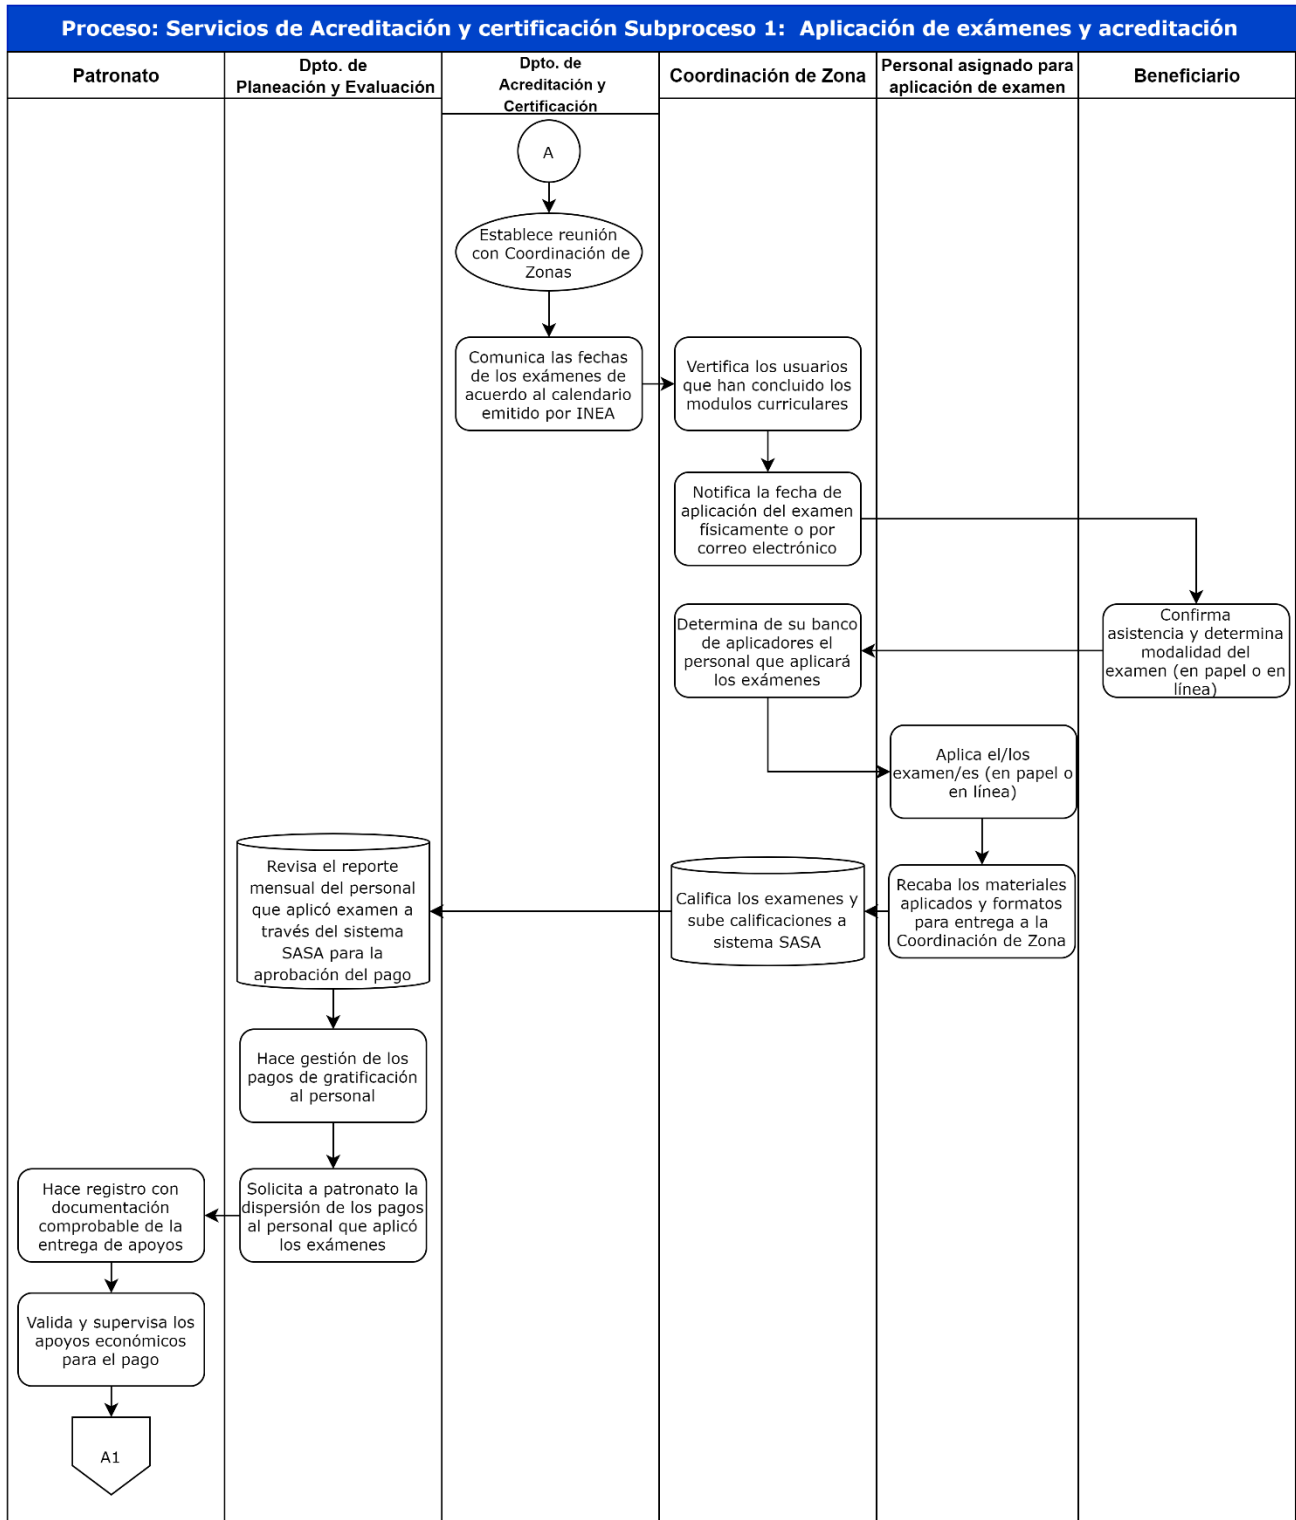 Proceso: Servicios de Acreditación y certificación Subproceso 1: Aplicación de exámenes y acreditación
Patronato
Dpto. de
Planeación y Evaluación
Dpto. de
Acreditación y
Certificación
Coordinación de Zona
Personal asignado para
aplicación de examen
Beneficiario
A
Establece reunión
con Coordinación de
Zonas
Comunica las fechas
de los exámenes de
acuerdo al calendario
emitido por INEA
Vertifica los usuarios
que han concluido los
modulos curriculares
Notifica la fecha de
aplicación del examen
físicamente o por
correo electrónico
Confirma
asistencia y determina
modalidad del
examen (en papel o en
línea)
Determina de su banco
de aplicadores el
personal que aplicará
los exámenes
Aplica el/los
examen/es (en papel o
en línea)
Recaba los materiales
aplicados y formatos
para entrega a la
Coordinación de Zona
Califica los examenes y
sube calificaciones a
sistema SASA
Revisa el reporte
mensual del personal
que aplicó examen a
través del sistema
SASA para la
aprobación del pago
Hace gestión de los
pagos de gratificación
al personal
Solicita a patronato la
dispersión de los pagos
al personal que aplicó
los exámenes
Hace registro con
documentación
comprobable de la
entrega de apoyos
Valida y supervisa los
apoyos económicos
para el pago
A1